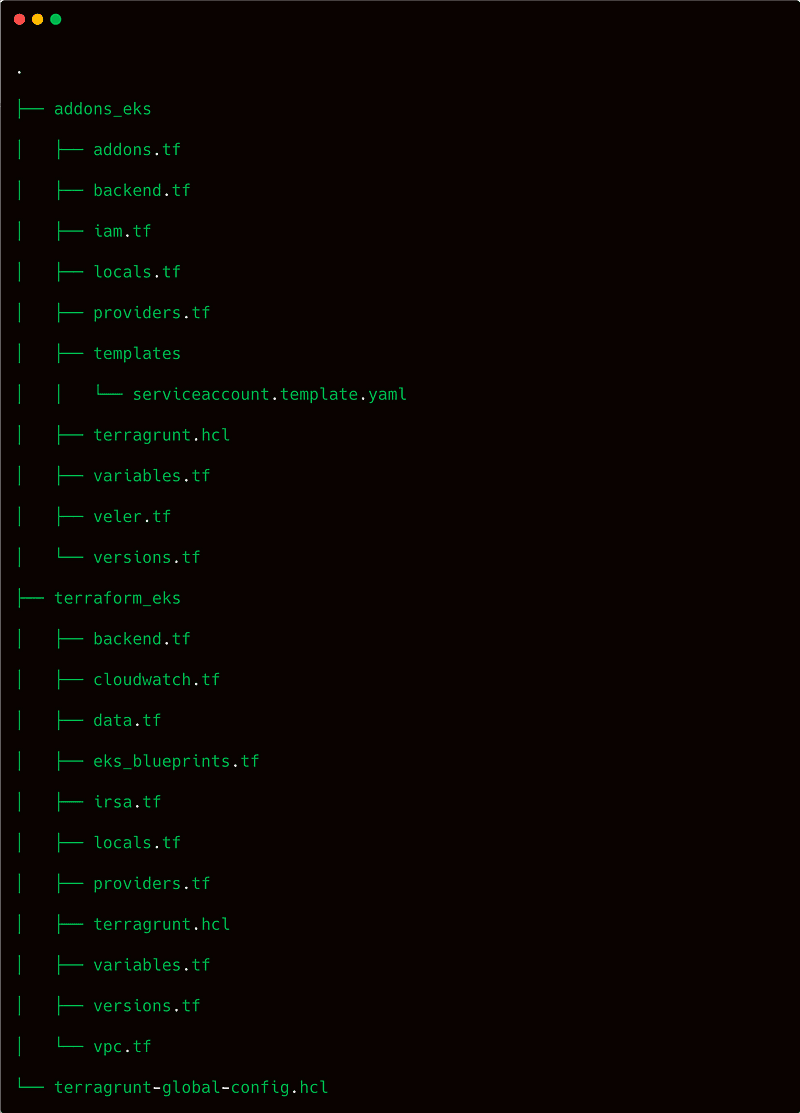 .
├── addons_eks
│   ├── addons.tf
│   ├── backend.tf
│   ├── iam.tf
│   ├── locals.tf
│   ├── providers.tf
│   ├── templates
│   │   └── serviceaccount.template.yaml
│   ├── terragrunt.hcl
│   ├── variables.tf
│   ├── veler.tf
│   └── versions.tf
├── terraform_eks
│   ├── backend.tf
│   ├── cloudwatch.tf
│   ├── data.tf
│   ├── eks_blueprints.tf
│   ├── irsa.tf
│   ├── locals.tf
│   ├── providers.tf
│   ├── terragrunt.hcl
│   ├── variables.tf
│   ├── versions.tf
│   └── vpc.tf
└── terragrunt-global-config.hcl